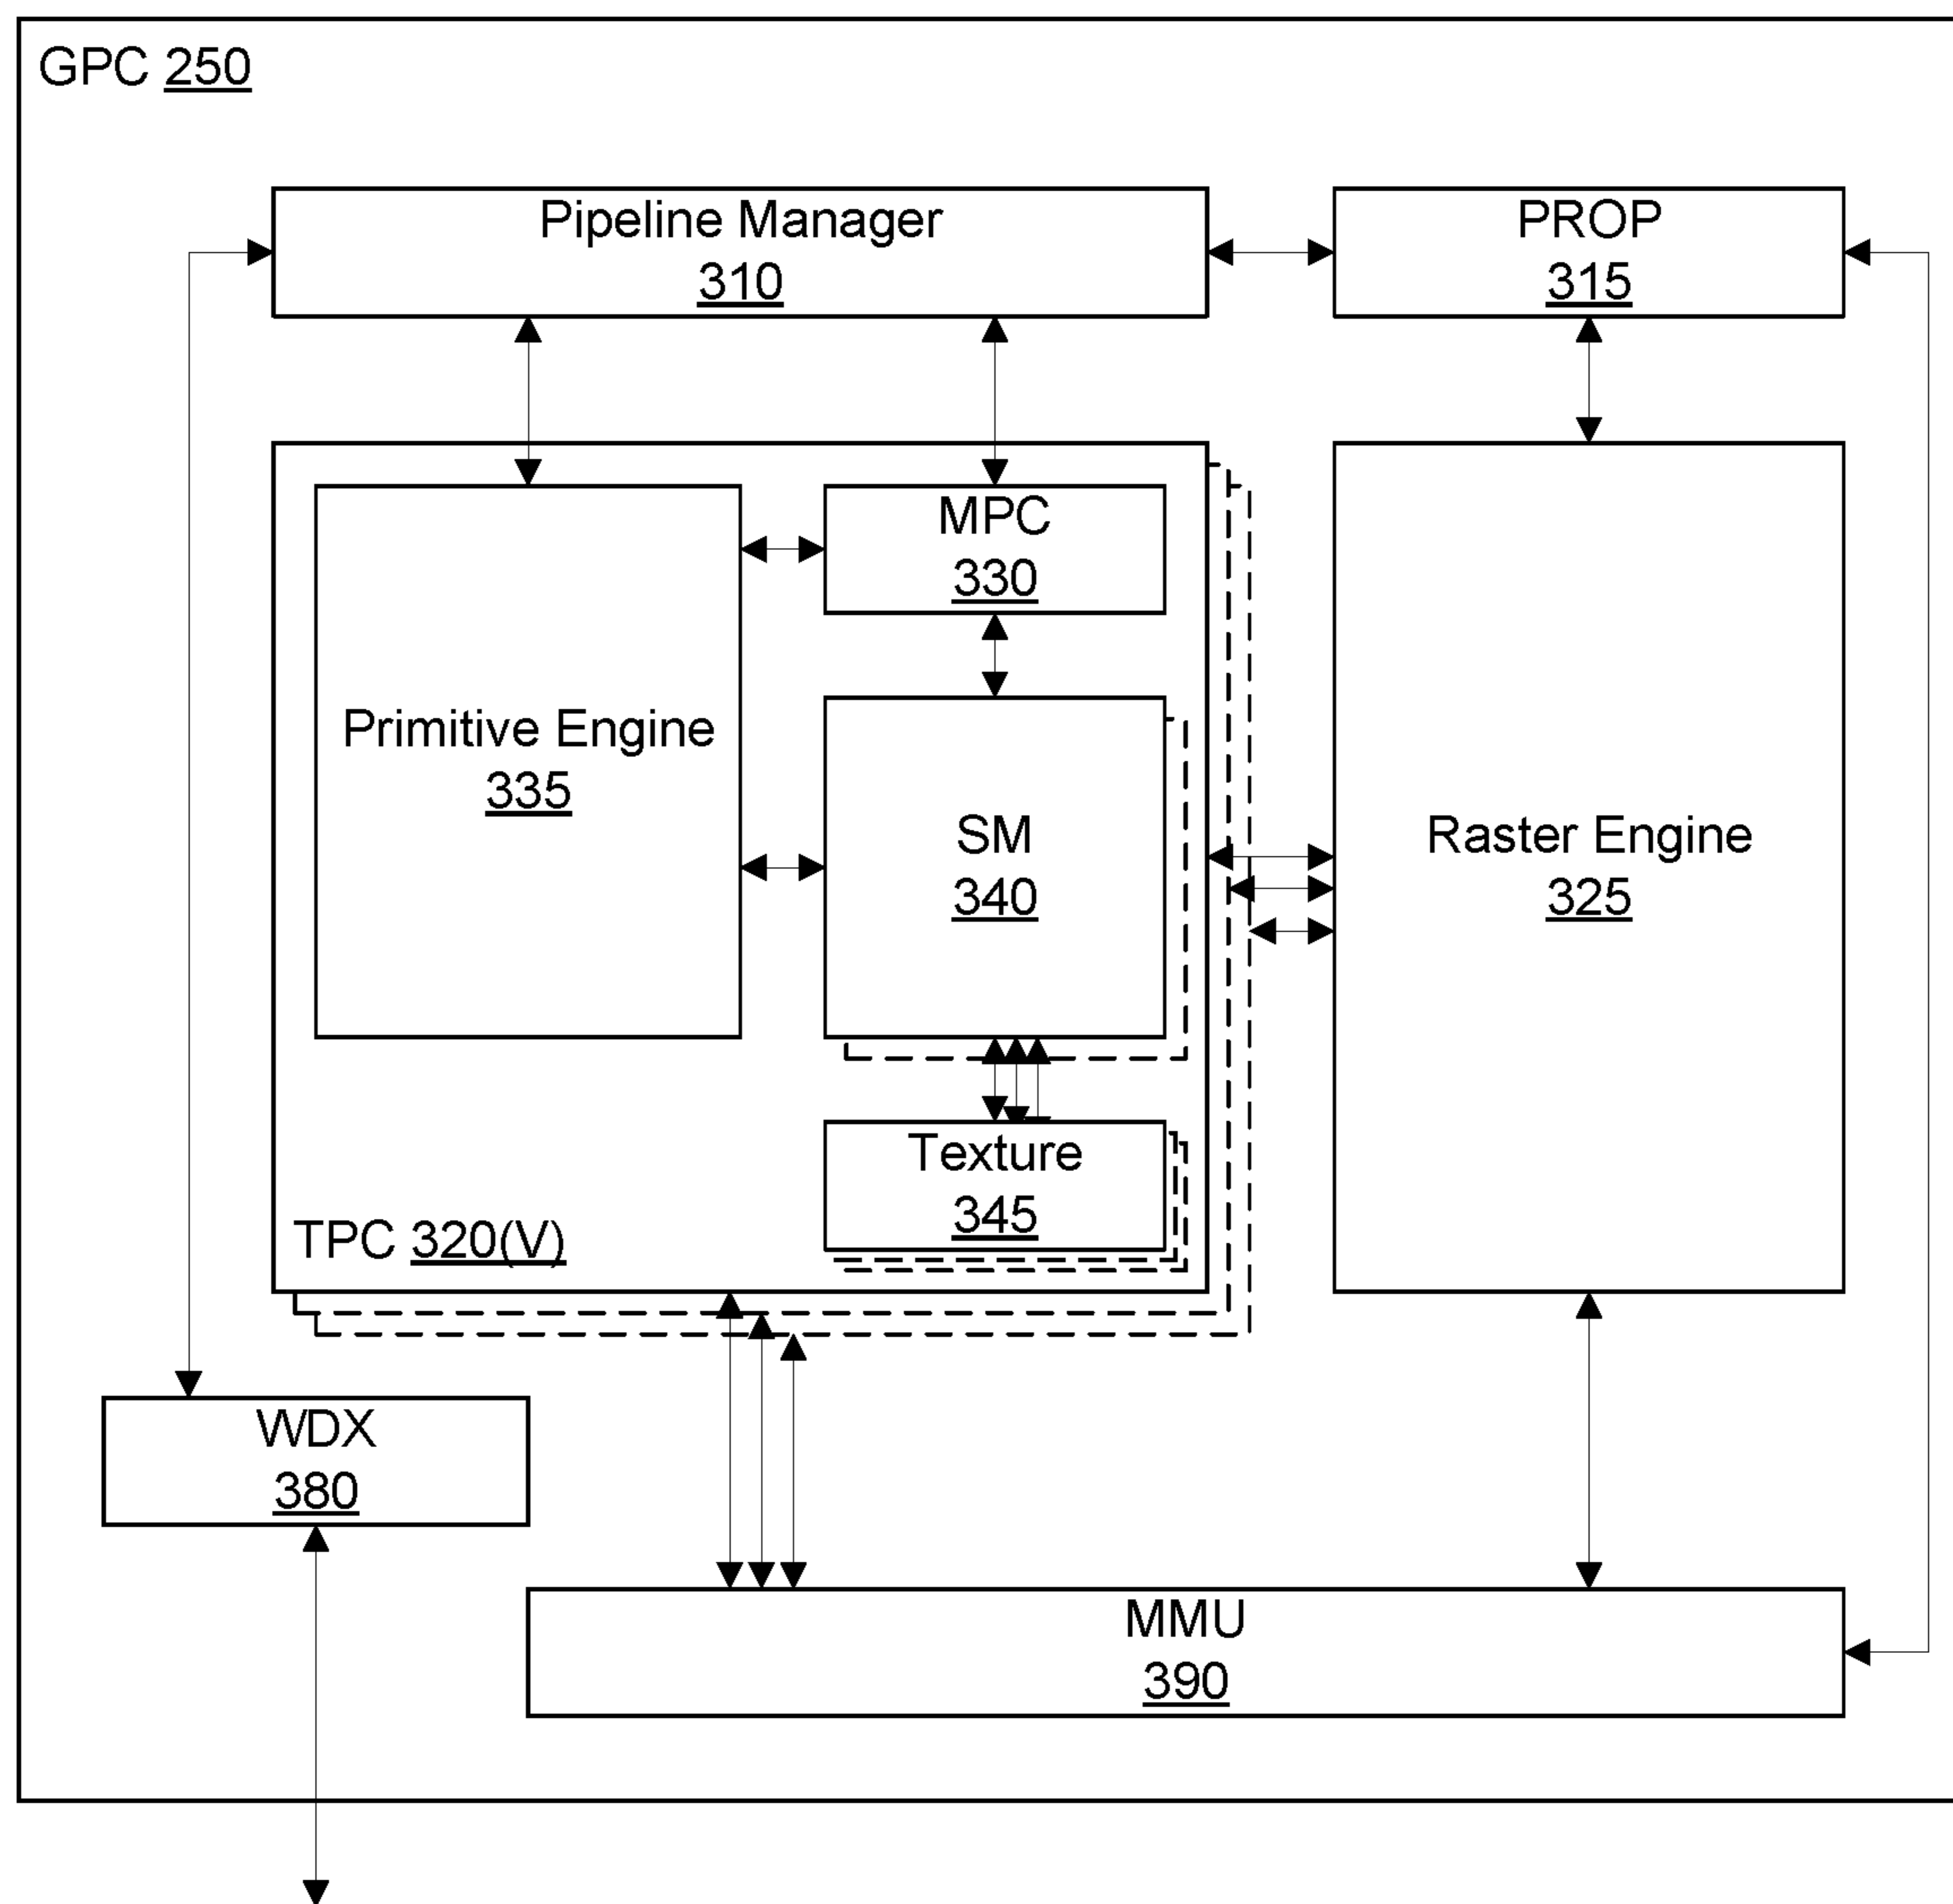 GPC 250
Pipeline Manager
310
PROP
315
MPC
330
Primitive Engine
335
SM
340
Raster Engine
325
Texture
345
TPC 320(V)
WDX
380
MMU
390